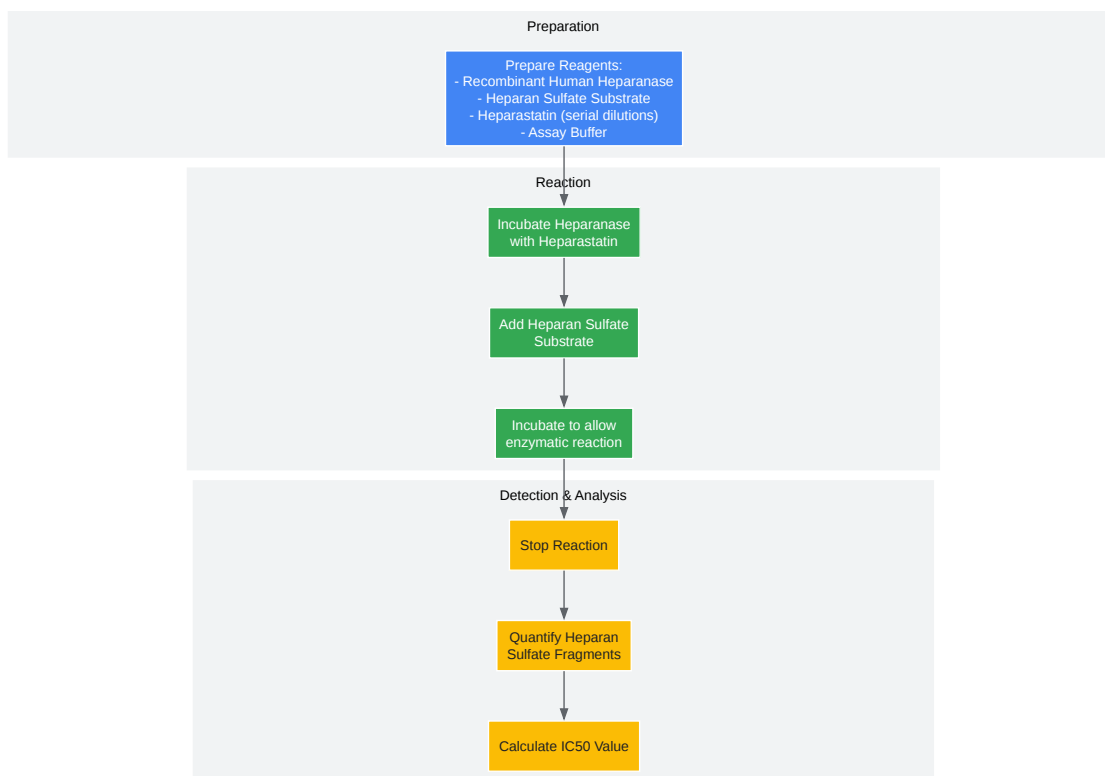 Preparation
Prepare Reagents:
- Recombinant Human Heparanase
- Heparan Sulfate Substrate
- Heparastatin (serial dilutions)
- Assay Buffer
Reaction
Incubate Heparanase
with Heparastatin
Add Heparan Sulfate
Substrate
Incubate to allow
enzymatic reaction
Detection & Analysis
Stop Reaction
Quantify Heparan
Sulfate Fragments
Calculate IC50 Value